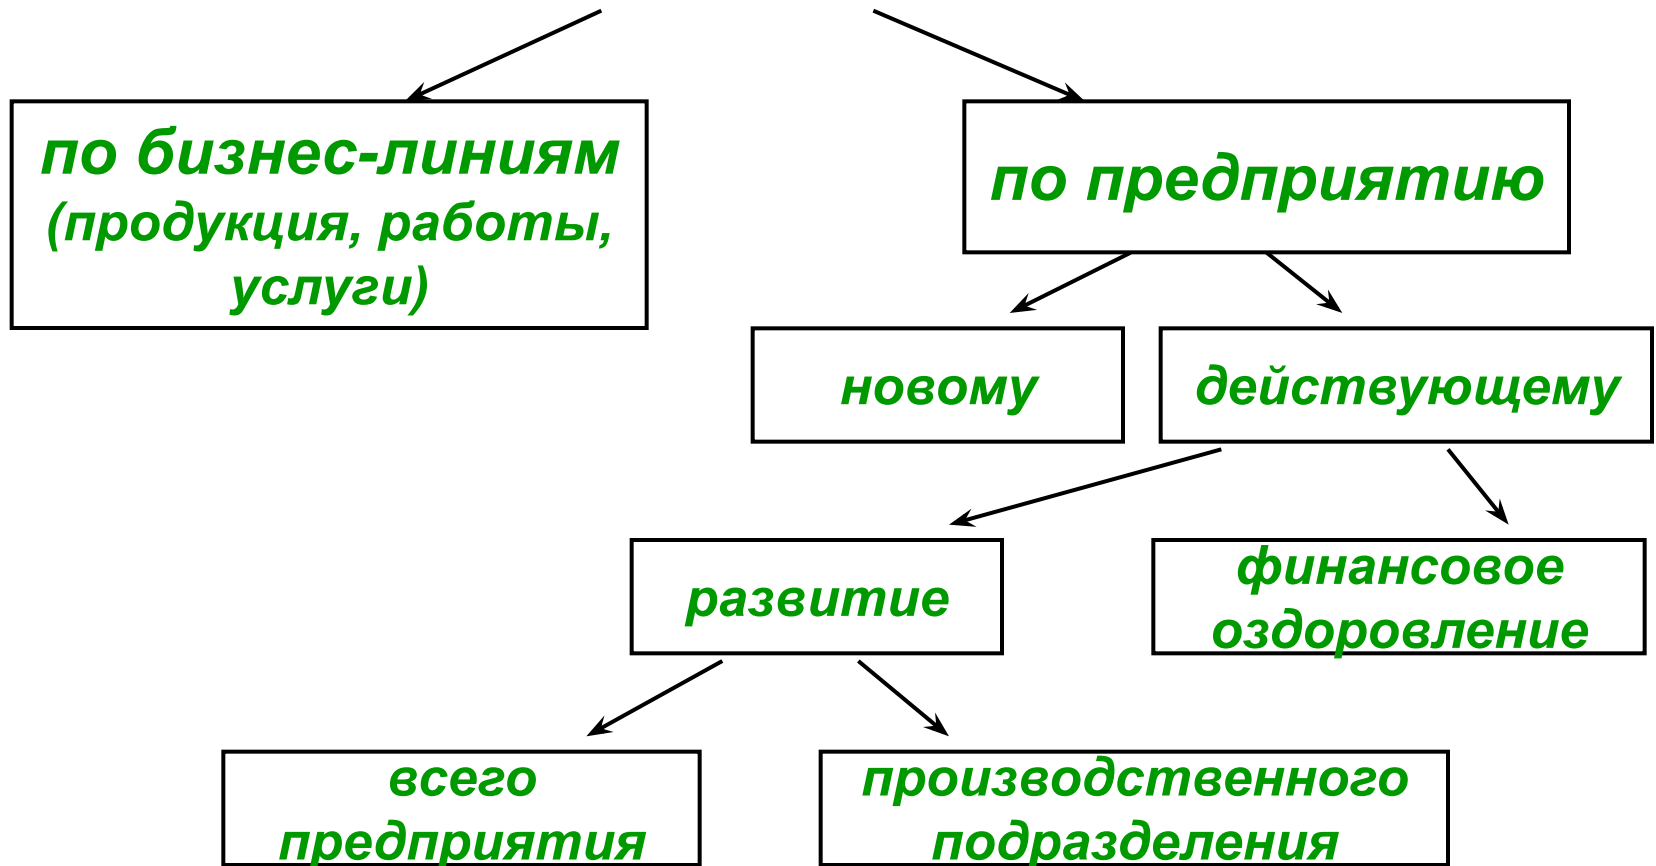 по бизнес-линиям
(продукция, работы,
услуги)
по предприятию
новому
действующему
развитие
финансовое
оздоровление
всего
предприятия
производственного
подразделения